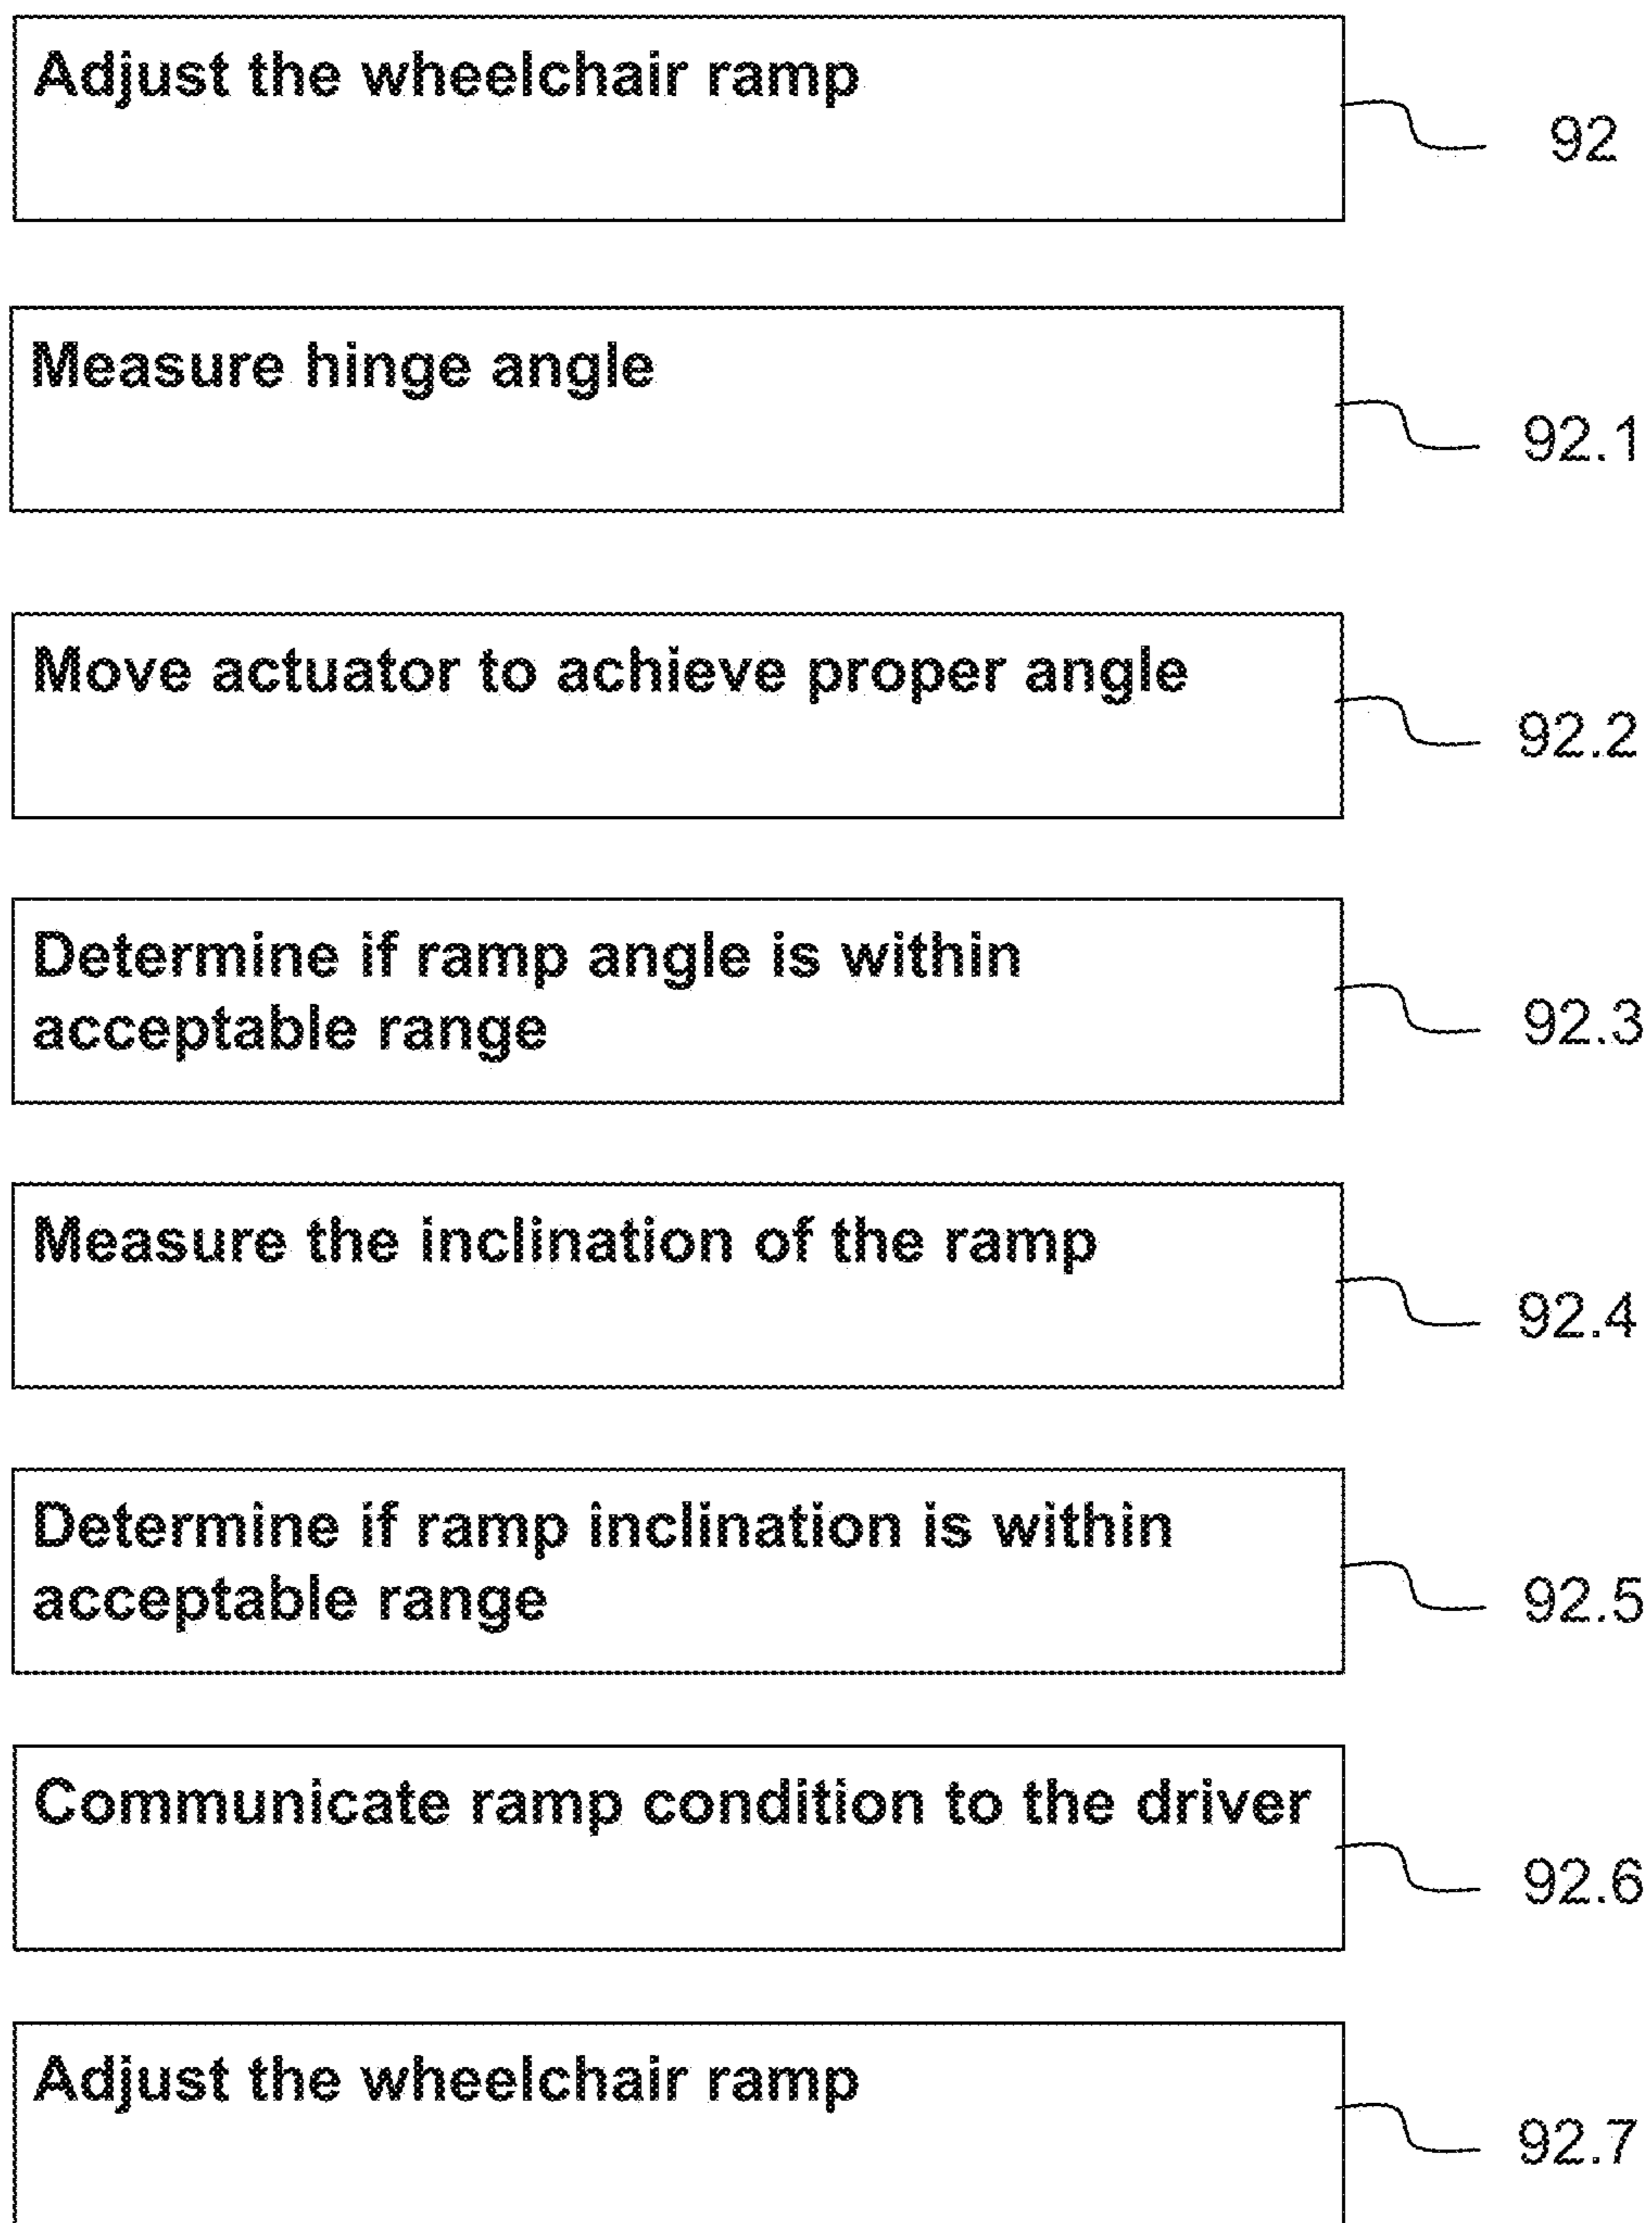 Adjust the wheelchair ramp
92
Measure hinge angle
92.1
Move actuator to achieve proper angle
92.2
Determine if ramp angle is within
acceptable range
92.3
Measure the inclination of the ramp
92.4
Determine if ramp inclination is within
acceptable range
92.5
Communicate ramp condition to the driver
92.6
Adjust the wheelchair ramp
92.7